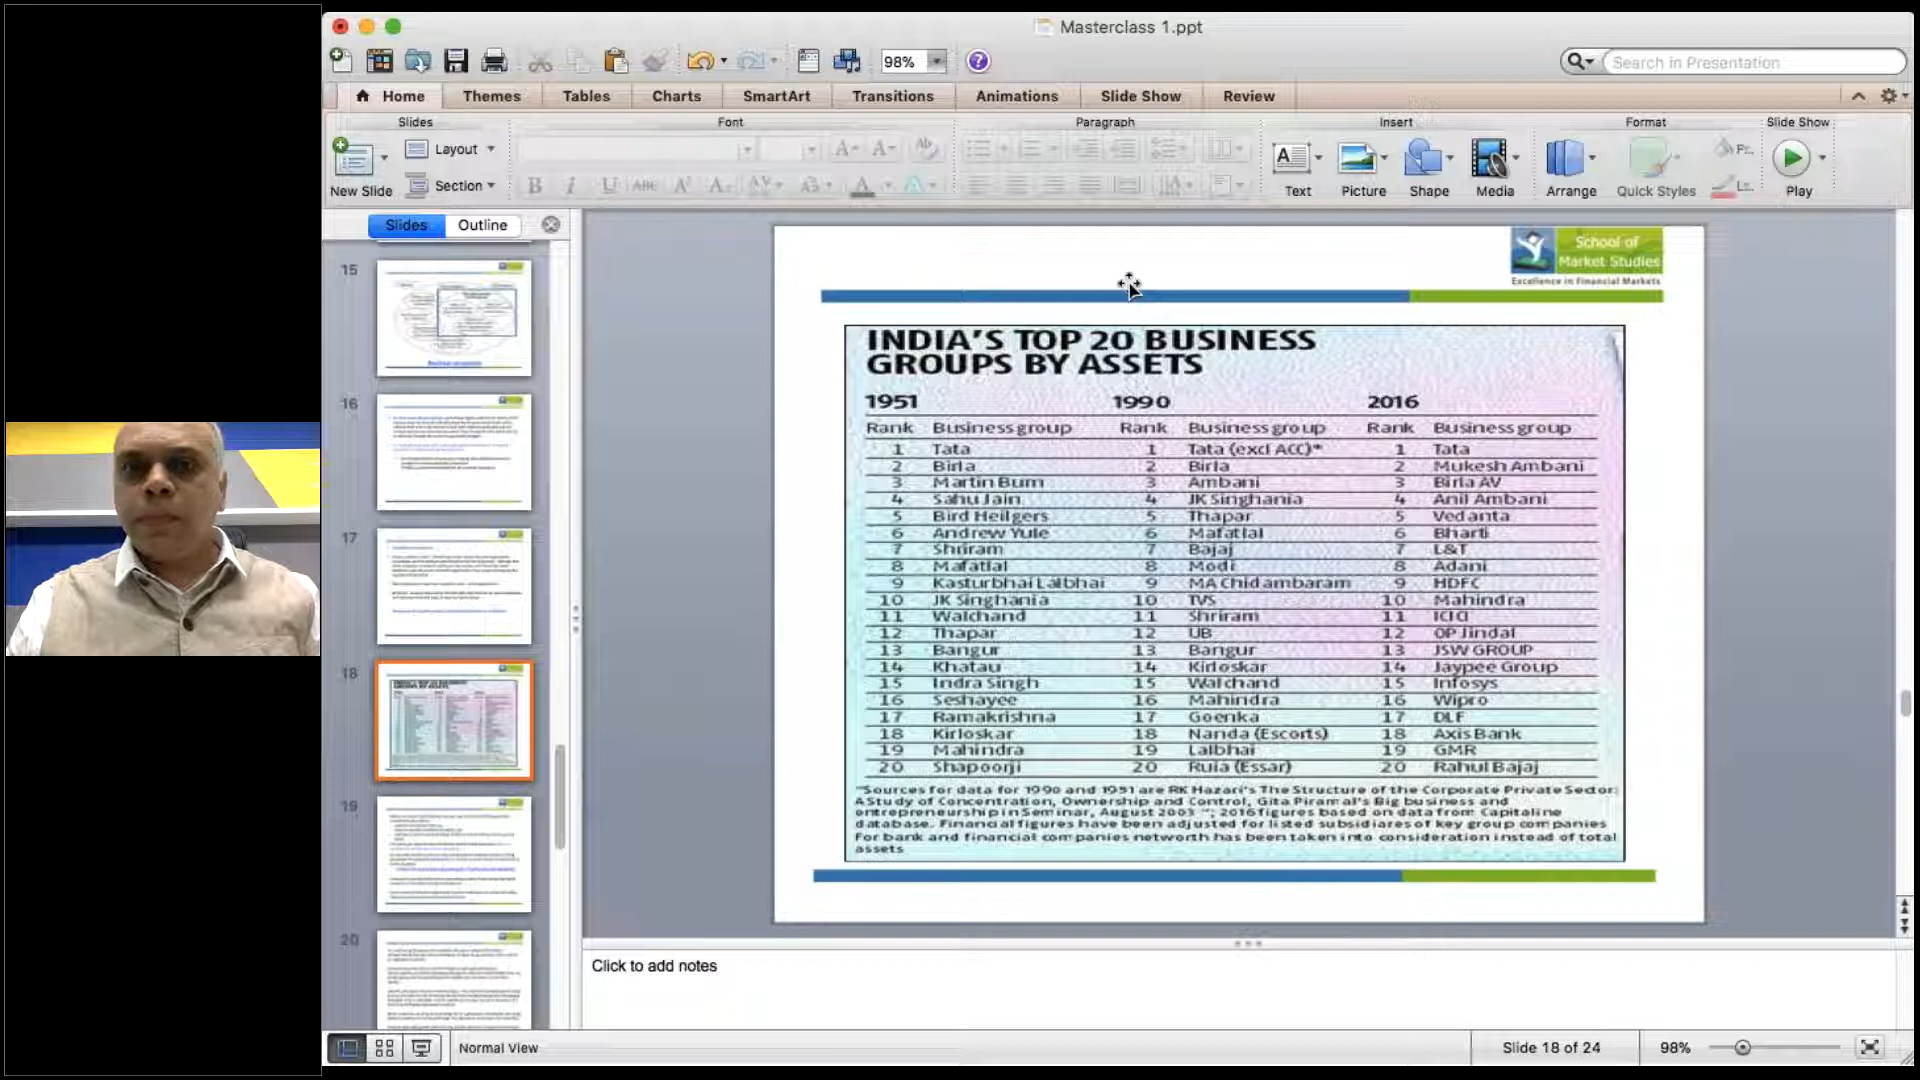 Masterclass 1.ppt
98%
Search in Presentation
Home Themes Tables Charts SmartArt Transitions Animations Slide Show Review
Slides Font Paragraph Insert Format Slide Show
New Slide Layout Section
Text Picture Shape Media Arrange Quick Styles Play
Slides Outline
15
16
17
18
19
20
School of
Market Studies
Excellence in Financial Markets
INDIA'S TOP 20 BUSINESS
GROUPS BY ASSETS
1951 1990 2016
Rank Business group Rank Business group Rank Business group
1 Tata 1 Tata (excl ACC)* 1 Tata
2 Birla 2 Birla 2 Mukesh Ambani
3 Martin Burn 3 Ambani 3 Birla AV
4 Sahu Jain 4 JK Singhania 4 Anil Ambani
5 Bird Heilgers 5 Thapar 5 Vedanta
6 Andrew Yule 6 Mafatlal 6 Bharti
7 Shriram 7 Bajaj 7 L&T
8 Mafatlal 8 Modi 8 Adani
9 Kasturbhai Lalbhai 9 MA Chidambaram 9 HDFC
10 JK Singhania 10 TVS 10 Mahindra
11 Walchand 11 Shriram 11 ICICI
12 Thapar 12 UB 12 OP Jindal
13 Bangur 13 Bangur 13 JSW GROUP
14 Khatau 14 Kirloskar 14 Jaypee Group
15 Indra Singh 15 Walchand 15 Infosys
16 Seshayee 16 Mahindra 16 Wipro
17 Ramakrishna 17 Goenka 17 DLF
18 Kirloskar 18 Nanda (Escorts) 18 Axis Bank
19 Mahindra 19 Lalbhai 19 GMR
20 Shapoorji 20 Ruia (Essar) 20 Rahul Bajaj
*Sources for data for 1990 and 1951 are RK Hazari's The Structure of the Corporate Private Sector:
A Study of Concentration, Ownership and Control, Gita Piramal's Big business and
entrepreneurship in Seminar, August 2003 **; 2016 figures based on data from Capitaline
database. Financial figures have been adjusted for listed subsidiares of key group companies
For bank and financial companies networth has been taken into consideration instead of total
assets
Click to add notes
Normal View Slide 18 of 24 98%